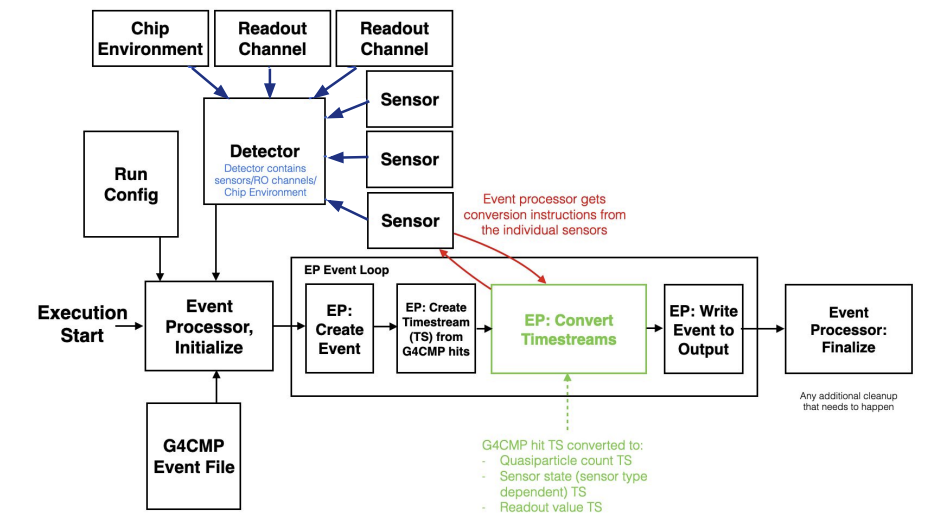 Chip
Environment
Readout
Channel
Readout
Channel
Sensor
Detector
Detector contains
sensors/RO channels/
Chip Environment
Sensor
Run
Config
Sensor
Event processor gets
conversion instructions from
the individual sensors
EP Event Loop
Execution
Start
Event
Processor,
Initialize
EP:
Create
Event
EP: Create
Timestream
(TS) from
G4CMP hits
EP: Convert
Timestreams
EP: Write
Event to
Output
Event
Processor:
Finalize
Any additional cleanup
that needs to happen
G4CMP
Event File
G4CMP hit TS converted to:
- Quasiparticle count TS
- Sensor state (sensor type
dependent) TS
- Readout value TS